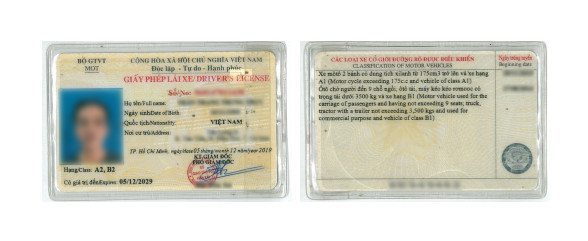 BỘ GTVT
MOT
CỘNG HÒA XÃ HỘI CHỦ NGHĨA VIỆT NAM
Độc lập - Tự do - Hạnh phúc
GIẤY PHÉP LÁI XE/DRIVER'S LICENSE
Số/No:
Họ tên/Full name:
Ngày sinh/Date of Birth:
Quốc tịch/Nationality: VIỆT NAM
Nơi cư trú/Address:
TP. Hồ Chí Minh, ngày/date 05 tháng 12 năm/year 2019
KT.GIÁM ĐỐC
PHÓ GIÁM ĐỐC
Hạng/Class: A2, B2
Có giá trị đến/Expires: 05/12/2029
CÁC LOẠI XE CƠ GIỚI ĐƯỜNG BỘ ĐƯỢC ĐIỀU KHIỂN
CLASSIFICATION OF MOTOR VEHICLES
Ngày trúng tuyển
Beginning date
Xe môtô 2 bánh có dung tích xilanh từ 175cm3 trở lên và xe hạng
A1 (Motor cycle exceeding 175c.c and vehicle of class A1)
Ôtô chở người đến 9 chỗ ngồi, ôtô tải, máy kéo kéo rơmoóc có
trọng tải dưới 3500 kg và xe hạng B1 (Motor vehicle used for the
carriage of passengers and having not exceeding 9 seats; truck,
tractor with a trailer not exceeding 3,500 kgs and used for
commercial purpose and vehicle of class B1)